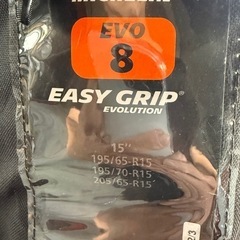 EVO
8
EASY GRIP®
EVOLUTION
15"
195/65-R15
195/70-R15
205/65-R15